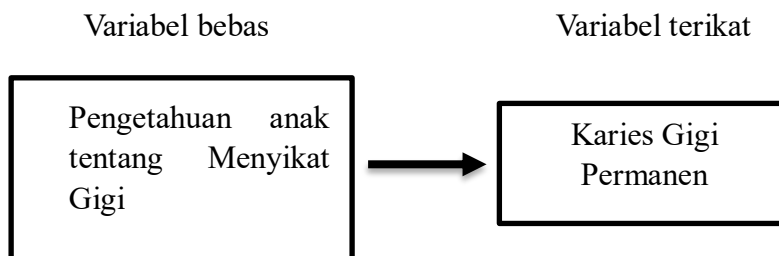 Variabel bebas
Variabel terikat
Pengetahuan anak
tentang Menyikat
Gigi
Karies Gigi
Permanen